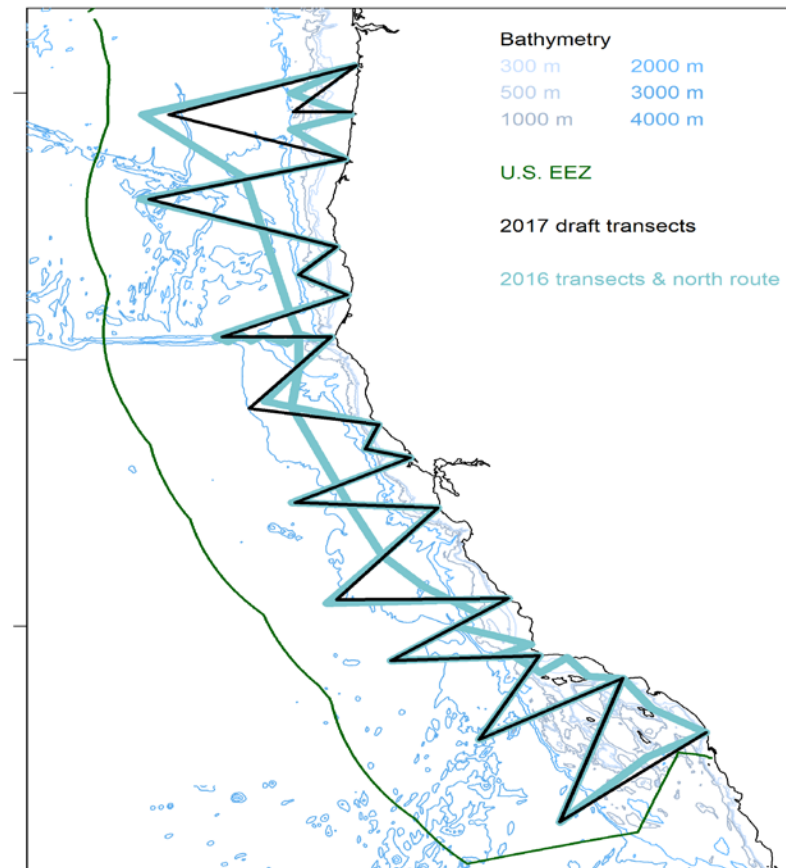 Bathymetry
300 m 2000 m
500 m 3000 m
1000 m 4000 m
U.S. EEZ
2017 draft transects
2016 transects & north route